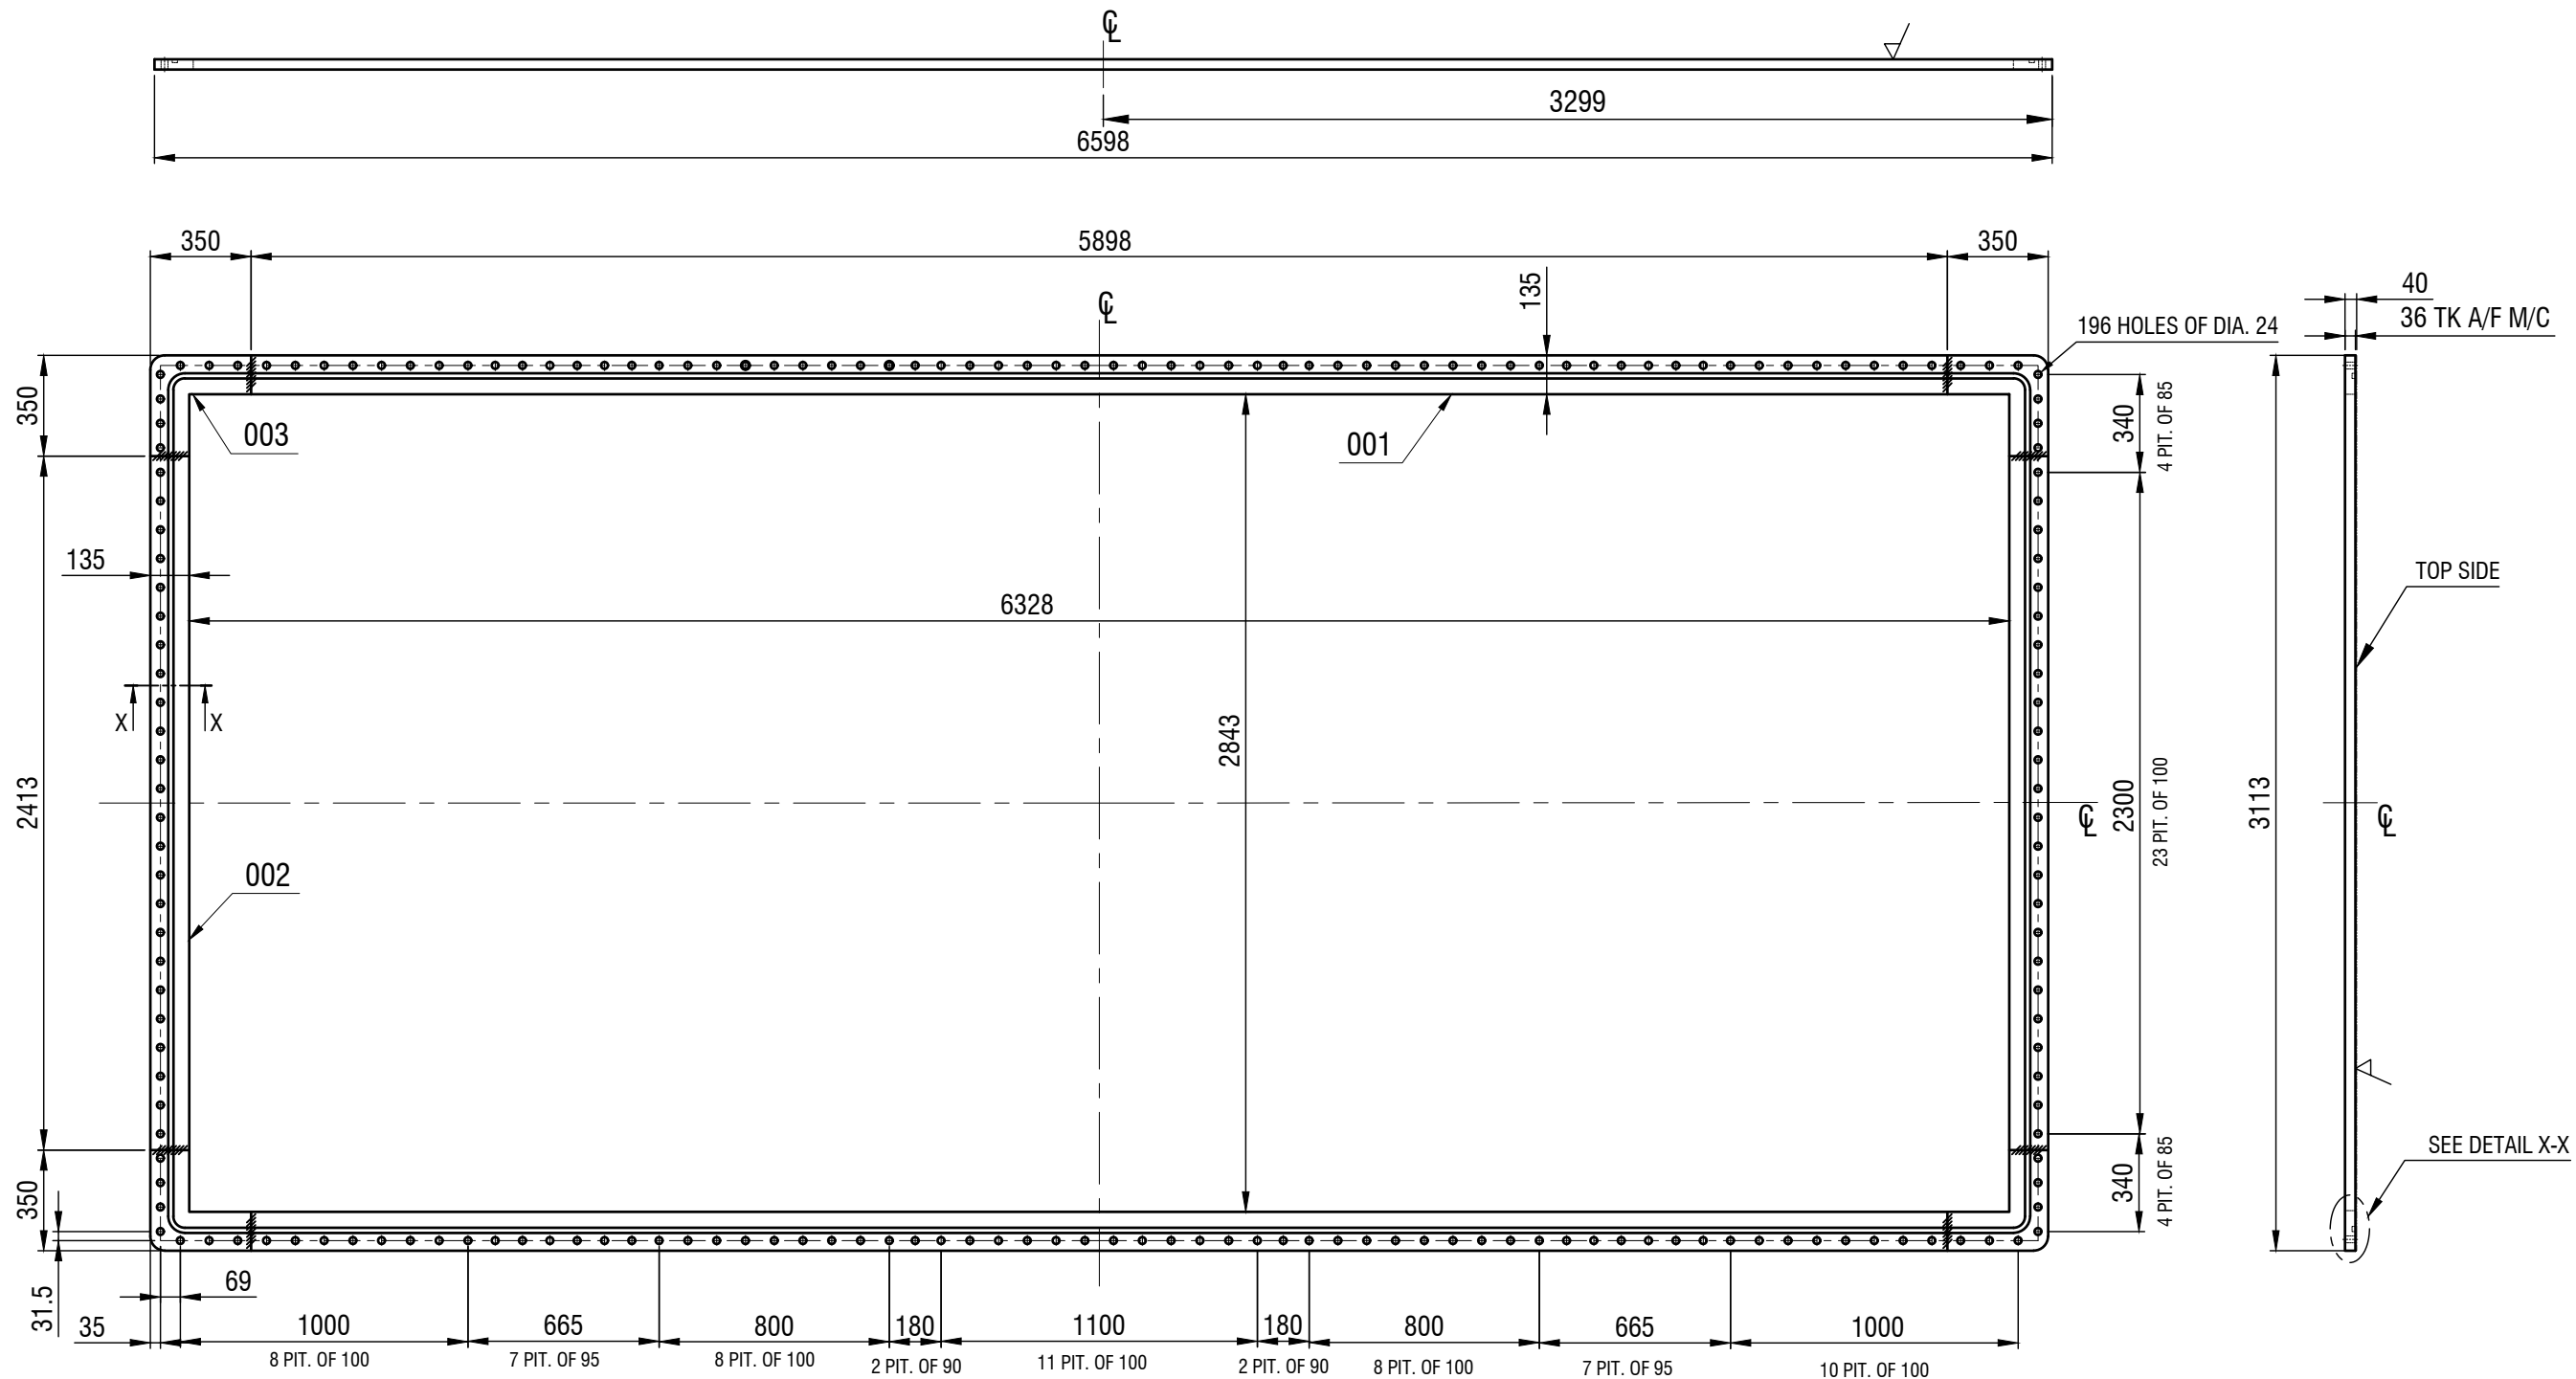 ℄
3299
6598
350
5898
350
135
℄
40
36 TK A/F M/C
196 HOLES OF DIA. 24
350
003
001
340
4 PIT. OF 85
135
TOP SIDE
6328
X
X
2843
2413
℄
2300
23 PIT. OF 100
3113
℄
002
350
340
4 PIT. OF 85
SEE DETAIL X-X
31.5
69
35
1000
665
800
180
1100
180
800
665
1000
8 PIT. OF 100
7 PIT. OF 95
8 PIT. OF 100
2 PIT. OF 90
11 PIT. OF 100
2 PIT. OF 90
8 PIT. OF 100
7 PIT. OF 95
10 PIT. OF 100